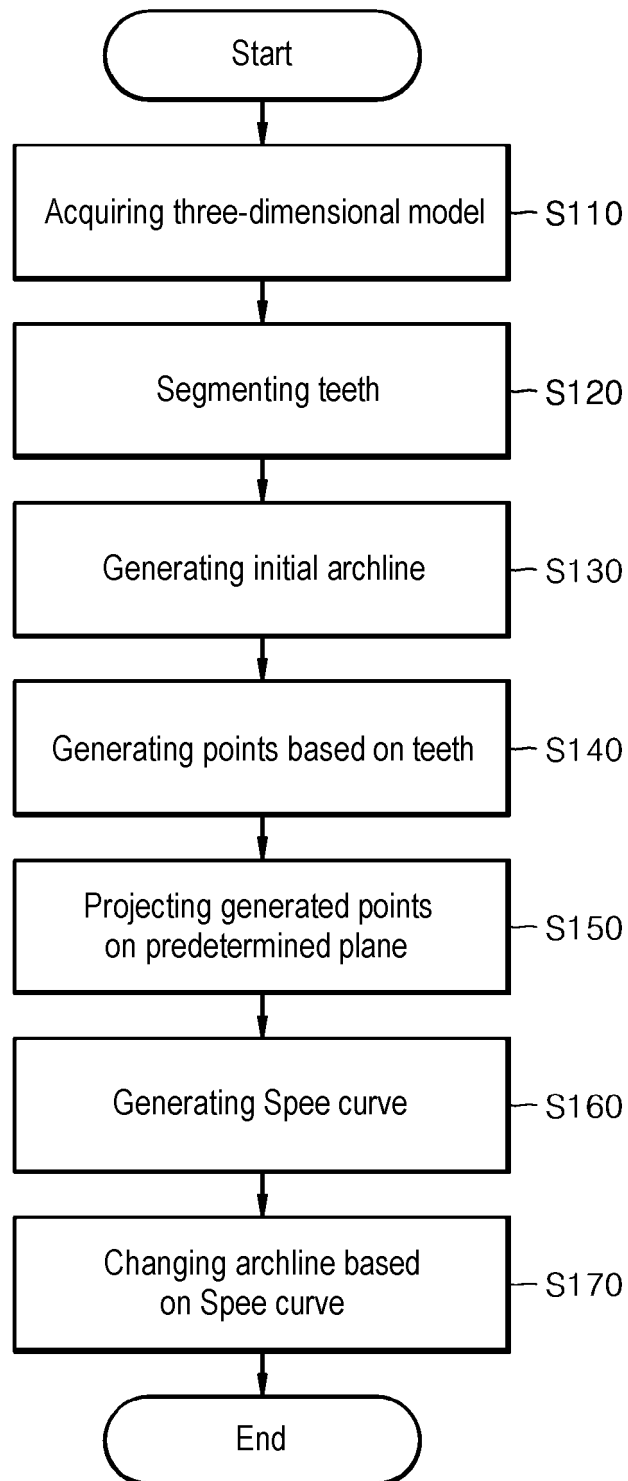 Start
Acquiring three-dimensional model
S110
Segmenting teeth
S120
Generating initial archline
S130
Generating points based on teeth
S140
Projecting generated points
on predetermined plane
S150
Generating Spee curve
S160
Changing archline based
on Spee curve
S170
End